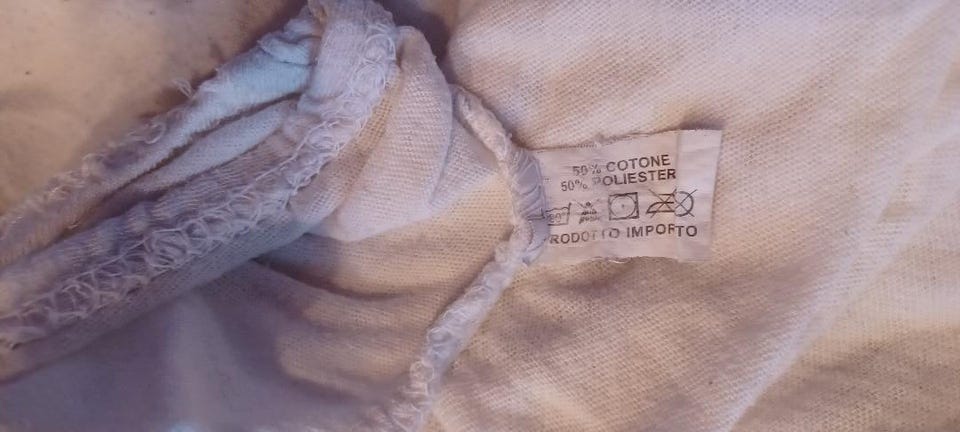 50% COTONE
50% POLIESTER
RODOTTO IMPORTO